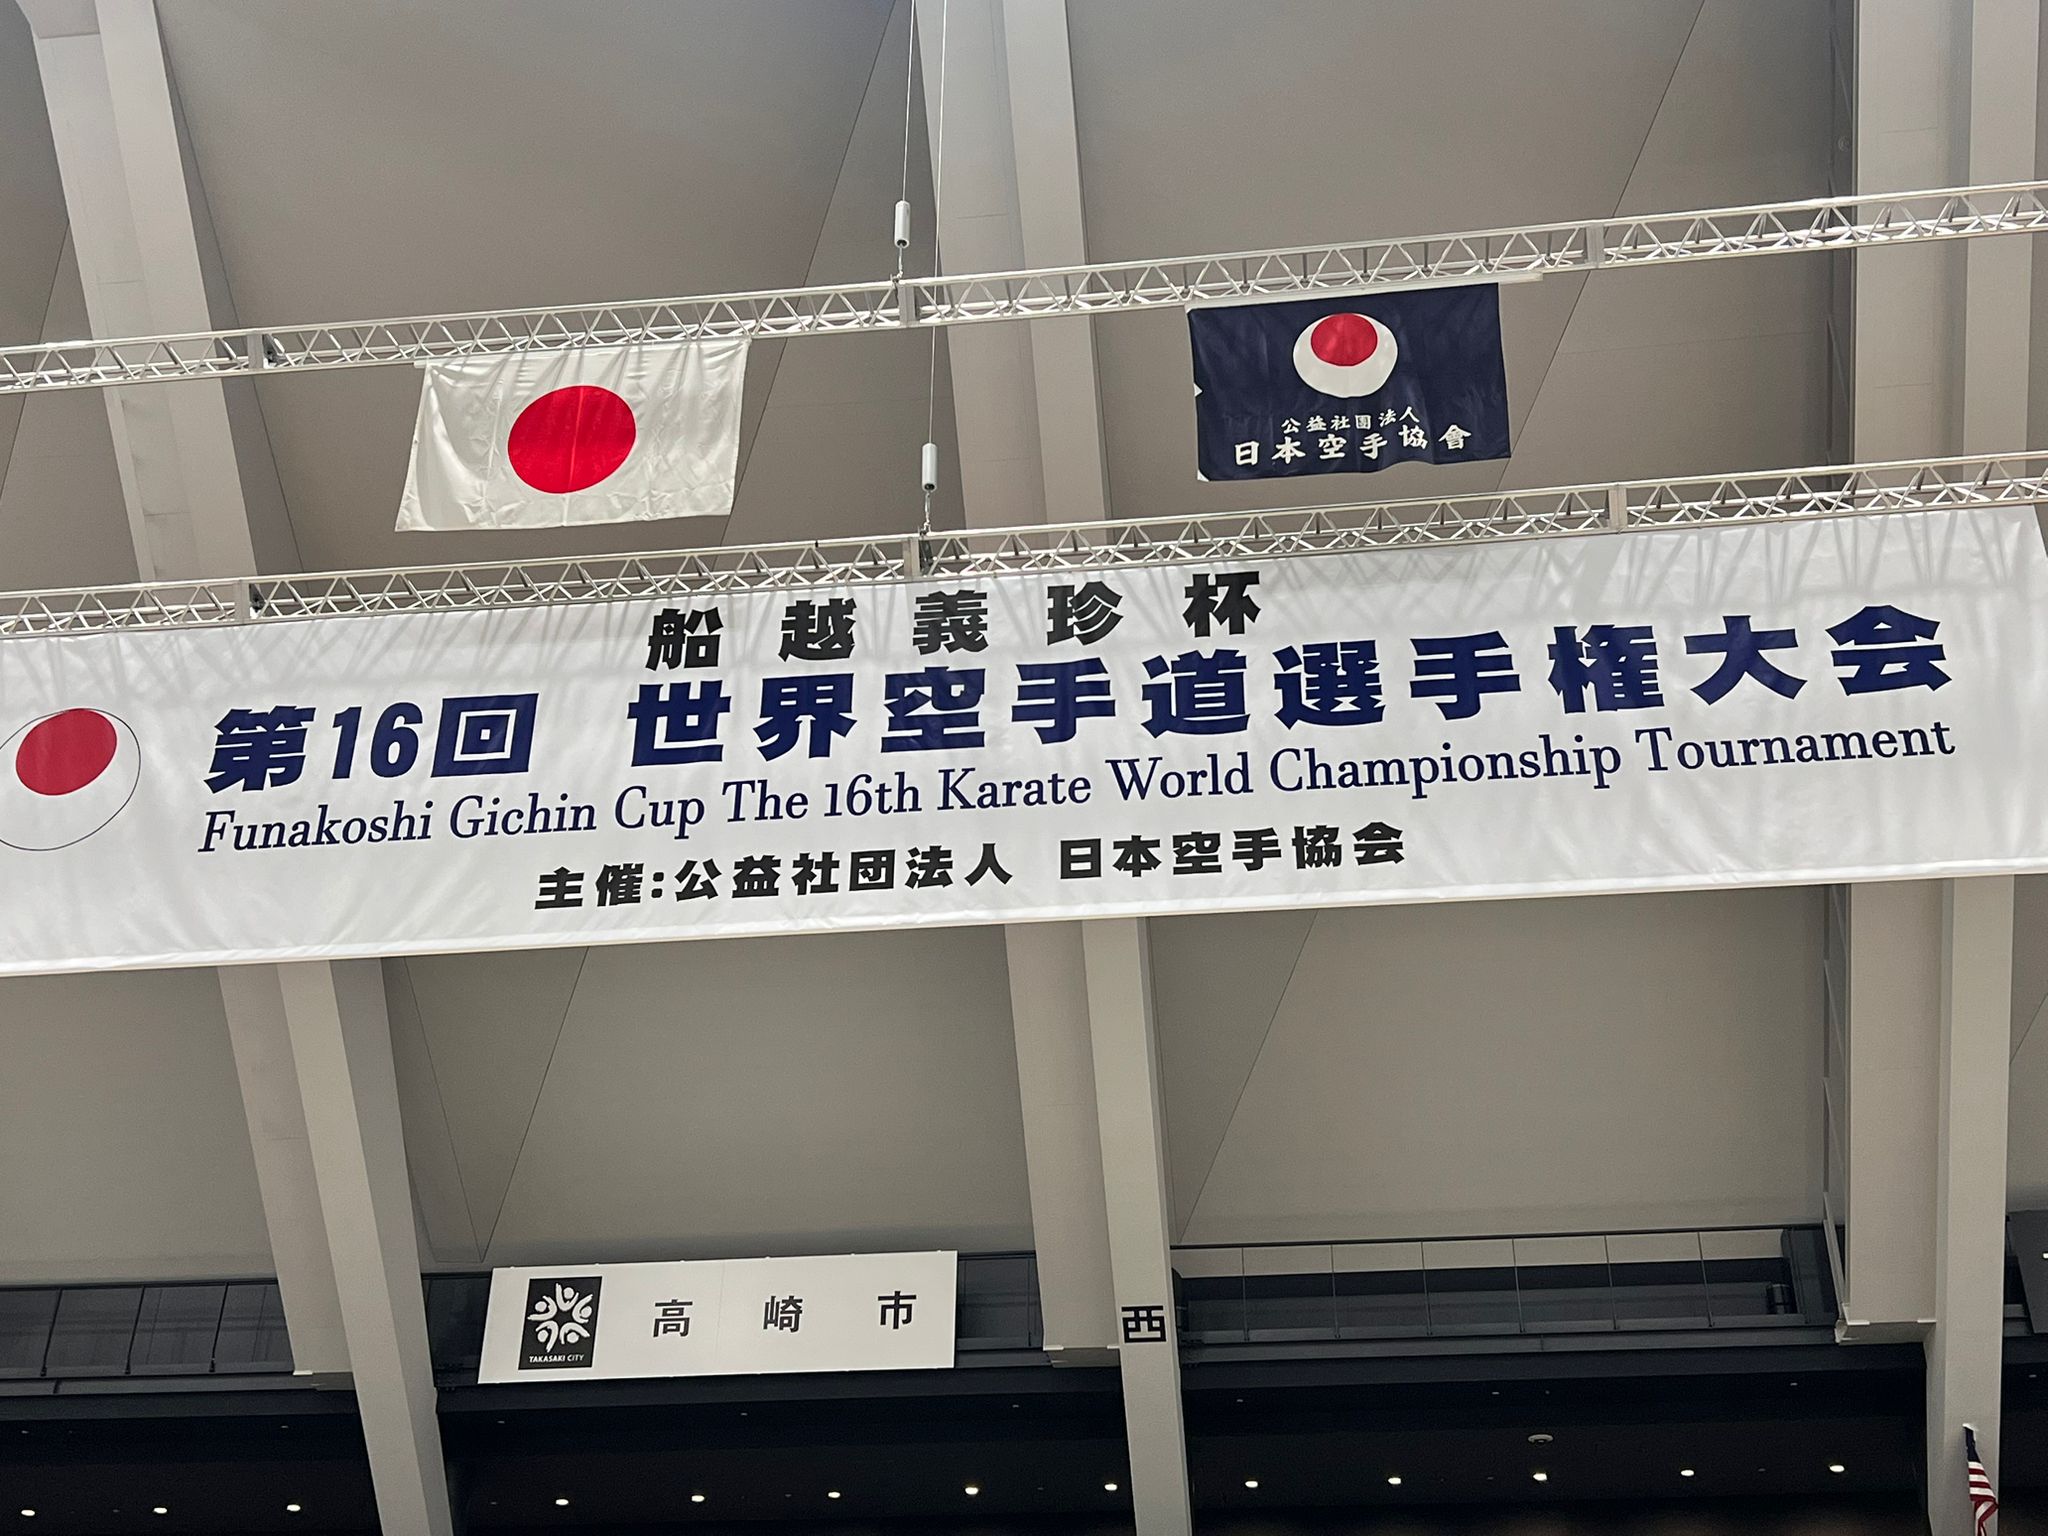 公益社團法人
日本空手協會
船越義珍杯
第16回 世界空手道選手権大会
Funakoshi Gichin Cup The 16th Karate World Championship Tournament
主催:公益社団法人 日本空手協会
TAKASAKI CITY
高崎市
西